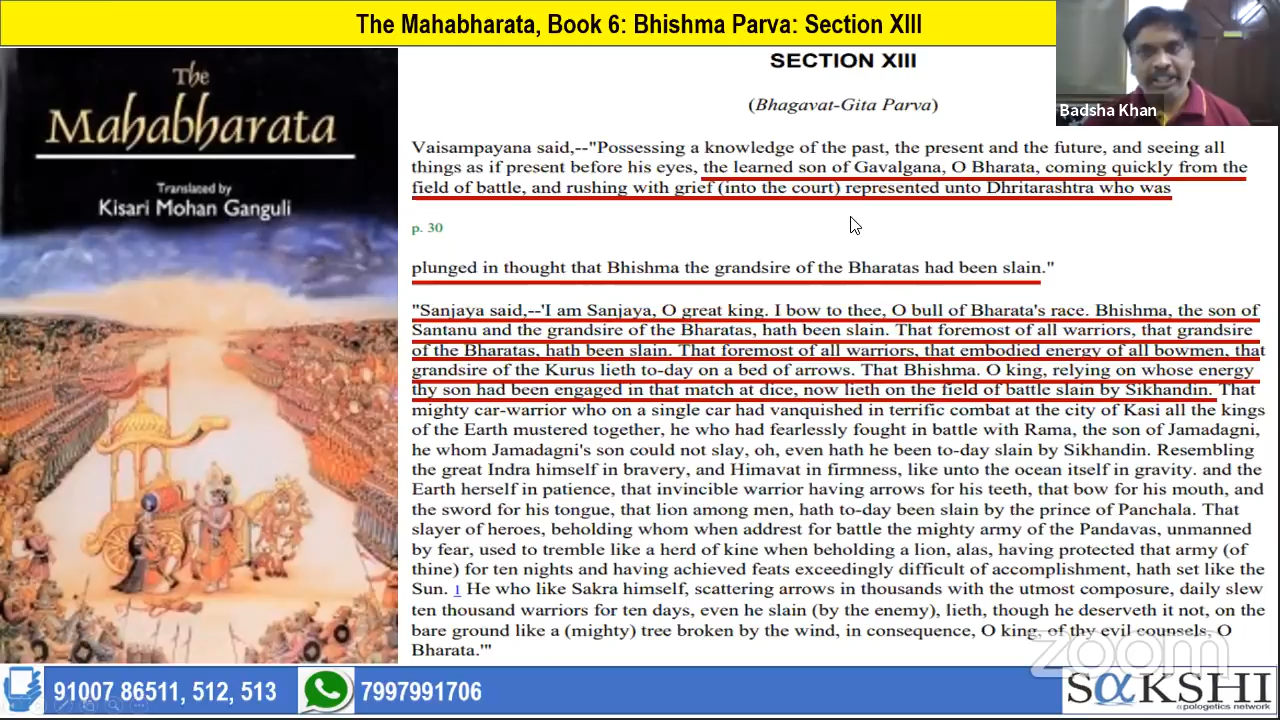 The Mahabharata, Book 6: Bhishma Parva: Section XIII
The
Mahabharata
Translated by
Kisari Mohan Ganguli
SECTION XIII
(Bhagavat-Gita Parva)
Badsha Khan
Vaisampayana said,--"Possessing a knowledge of the past, the present and the future, and seeing all
things as if present before his eyes, the learned son of Gavalgana, O Bharata, coming quickly from the
field of battle, and rushing with grief (into the court) represented unto Dhritarashtra who was
p. 30
plunged in thought that Bhishma the grandsire of the Bharatas had been slain."
"Sanjaya said,--'I am Sanjaya, O great king. I bow to thee, O bull of Bharata's race. Bhishma, the son of
Santanu and the grandsire of the Bharatas, hath been slain. That foremost of all warriors, that grandsire
of the Bharatas, hath been slain. That foremost of all warriors, that embodied energy of all bowmen, that
grandsire of the Kurus lieth to-day on a bed of arrows. That Bhishma. O king, relying on whose energy
thy son had been engaged in that match at dice, now lieth on the field of battle slain by Sikhandin. That
mighty car-warrior who on a single car had vanquished in terrific combat at the city of Kasi all the kings
of the Earth mustered together, he who had fearlessly fought in battle with Rama, the son of Jamadagni,
he whom Jamadagni's son could not slay, oh, even hath he been to-day slain by Sikhandin. Resembling
the great Indra himself in bravery, and Himavat in firmness, like unto the ocean itself in gravity. and the
Earth herself in patience, that invincible warrior having arrows for his teeth, that bow for his mouth, and
the sword for his tongue, that lion among men, hath to-day been slain by the prince of Panchala. That
slayer of heroes, beholding whom when addrest for battle the mighty army of the Pandavas, unmanned
by fear, used to tremble like a herd of kine when beholding a lion, alas, having protected that army (of
thine) for ten nights and having achieved feats exceedingly difficult of accomplishment, hath set like the
Sun. 1 He who like Sakra himself, scattering arrows in thousands with the utmost composure, daily slew
ten thousand warriors for ten days, even he slain (by the enemy), lieth, though he deserveth it not, on the
bare ground like a (mighty) tree broken by the wind, in consequence, O king, of thy evil counsels, O
Bharata.'"
zoom
91007 86511, 512, 513
7997991706
SαKSHI
apologetics network